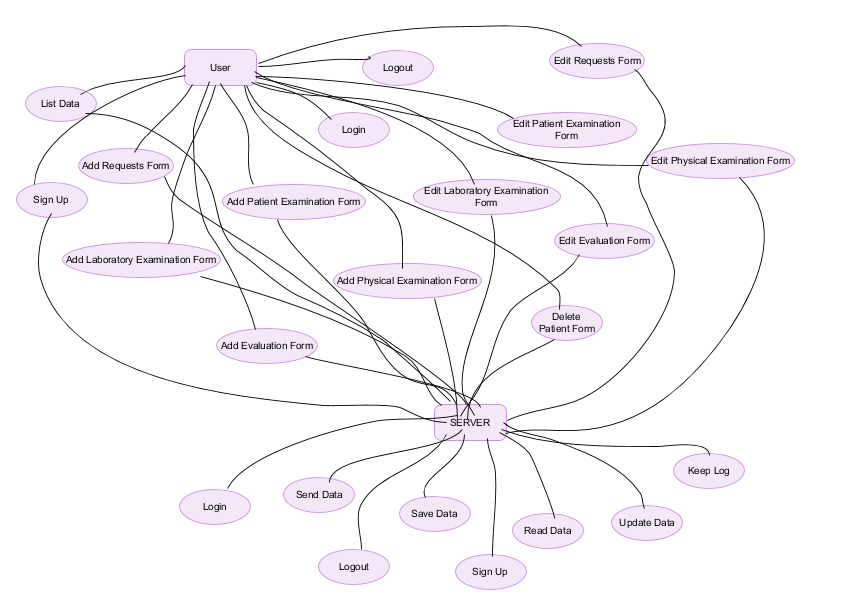 Edit Requests Form
User
Logout
List Data
Login
Edit Patient Examination
Form
Add Requests Form
Edit Physical Examination Form
Sign Up
Add Patient Examination Form
Edit Laboratory Examination
Form
Edit Evaluation Form
Add Laboratory Examination Form
Add Physical Examination Form
Delete
Patient Form
Add Evaluation Form
SERVER
Keep Log
Login
Send Data
Save Data
Read Data
Update Data
Logout
Sign Up